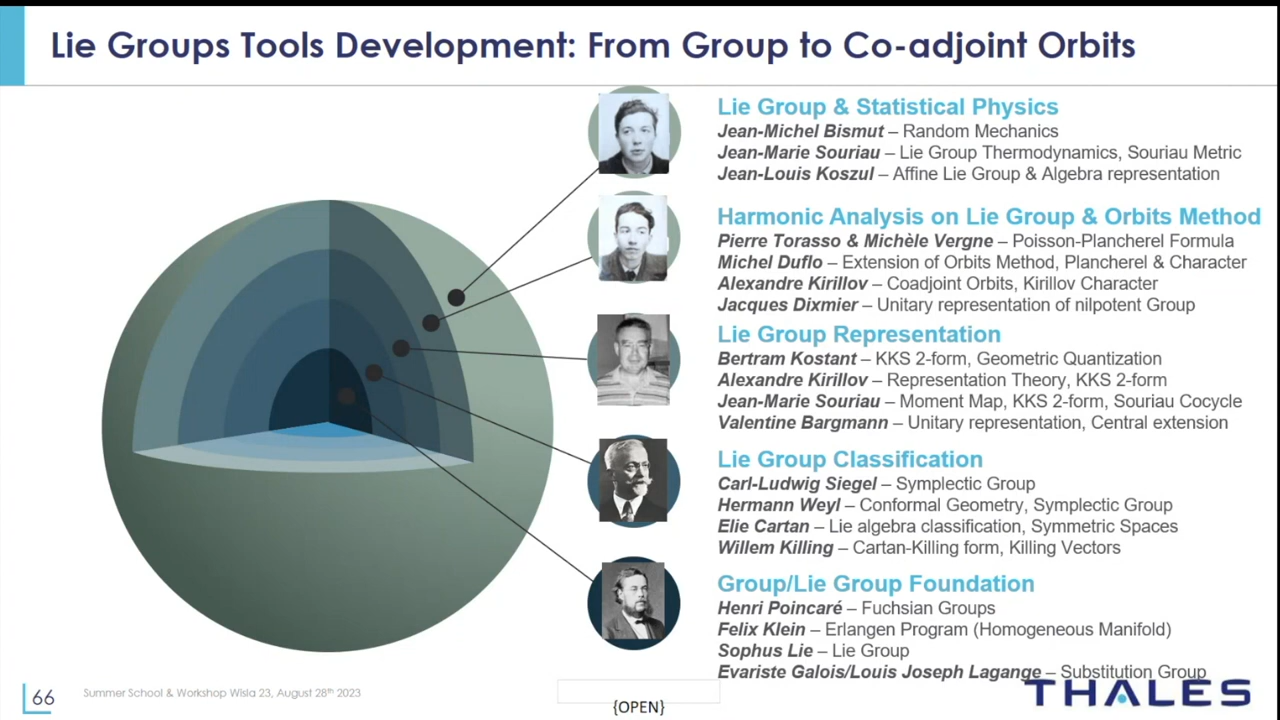 Lie Groups Tools Development: From Group to Co-adjoint Orbits
Lie Group & Statistical Physics
Jean-Michel Bismut – Random Mechanics
Jean-Marie Souriau – Lie Group Thermodynamics, Souriau Metric
Jean-Louis Koszul – Affine Lie Group & Algebra representation
Harmonic Analysis on Lie Group & Orbits Method
Pierre Torasso & Michèle Vergne – Poisson-Plancherel Formula
Michel Duflo – Extension of Orbits Method, Plancherel & Character
Alexandre Kirillov – Coadjoint Orbits, Kirillov Character
Jacques Dixmier – Unitary representation of nilpotent Group
Lie Group Representation
Bertram Kostant – KKS 2-form, Geometric Quantization
Alexandre Kirillov – Representation Theory, KKS 2-form
Jean-Marie Souriau – Moment Map, KKS 2-form, Souriau Cocycle
Valentine Bargmann – Unitary representation, Central extension
Lie Group Classification
Carl-Ludwig Siegel – Symplectic Group
Hermann Weyl – Conformal Geometry, Symplectic Group
Elie Cartan – Lie algebra classification, Symmetric Spaces
Willem Killing – Cartan-Killing form, Killing Vectors
Group/Lie Group Foundation
Henri Poincaré – Fuchsian Groups
Felix Klein – Erlangen Program (Homogeneous Manifold)
Sophus Lie – Lie Group
Evariste Galois/Louis Joseph Lagange – Substitution Group
66
Summer School & Workshop Wisla 23, August 28th 2023
{OPEN}
THALES